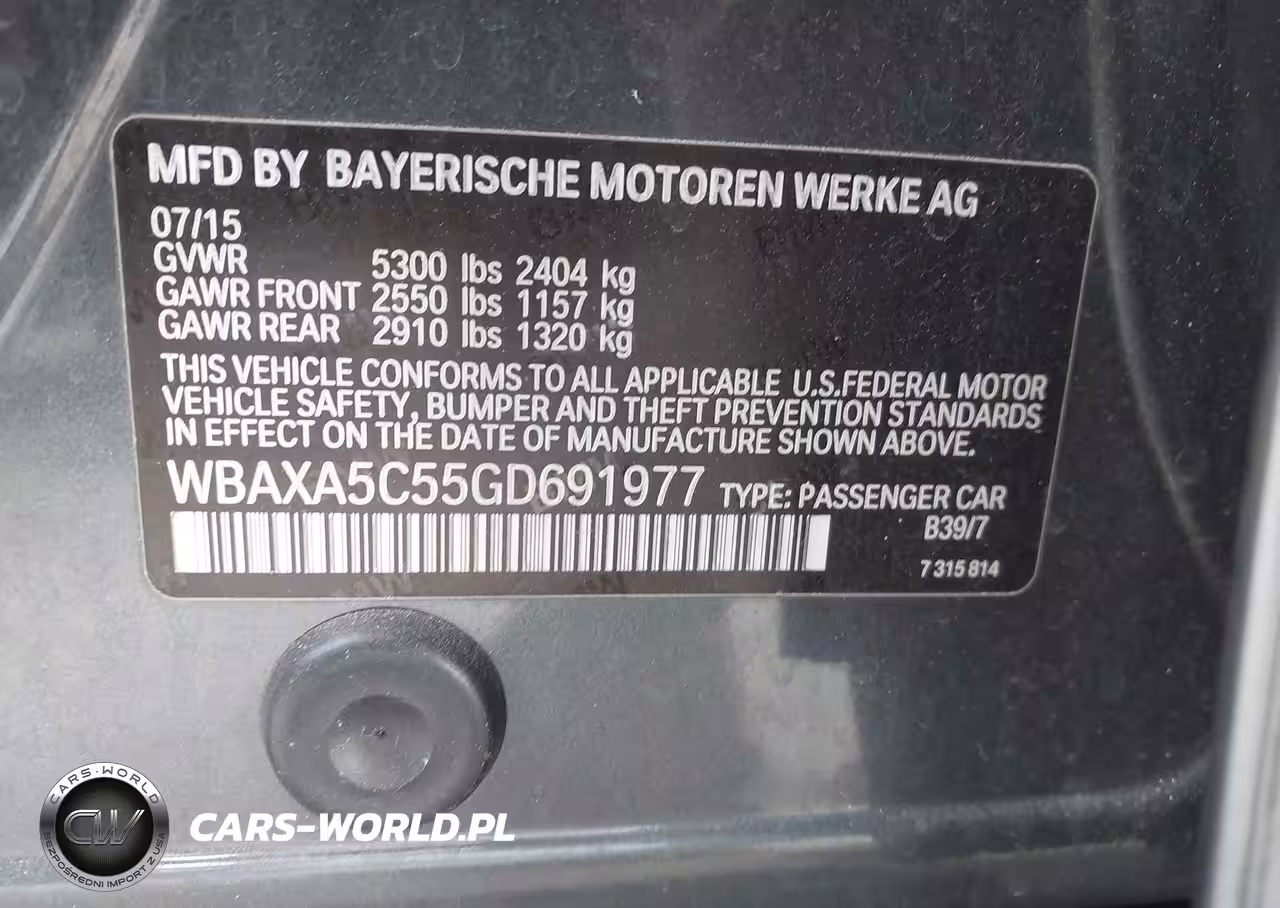 MFD BY BAYERISCHE MOTOREN WERKE AG
07/15
GVWR 5300 lbs 2404 kg
GAWR FRONT 2550 lbs 1157 kg
GAWR REAR 2910 lbs 1320 kg
THIS VEHICLE CONFORMS TO ALL APPLICABLE U.S.FEDERAL MOTOR
VEHICLE SAFETY, BUMPER AND THEFT PREVENTION STANDARDS
IN EFFECT ON THE DATE OF MANUFACTURE SHOWN ABOVE.
WBAXA5C55GD691977 TYPE: PASSENGER CAR
B39/7
7 315 814
CARS-WORLD
CW
BEZPOŚREDNI IMPORT Z USA
CARS-WORLD.PL